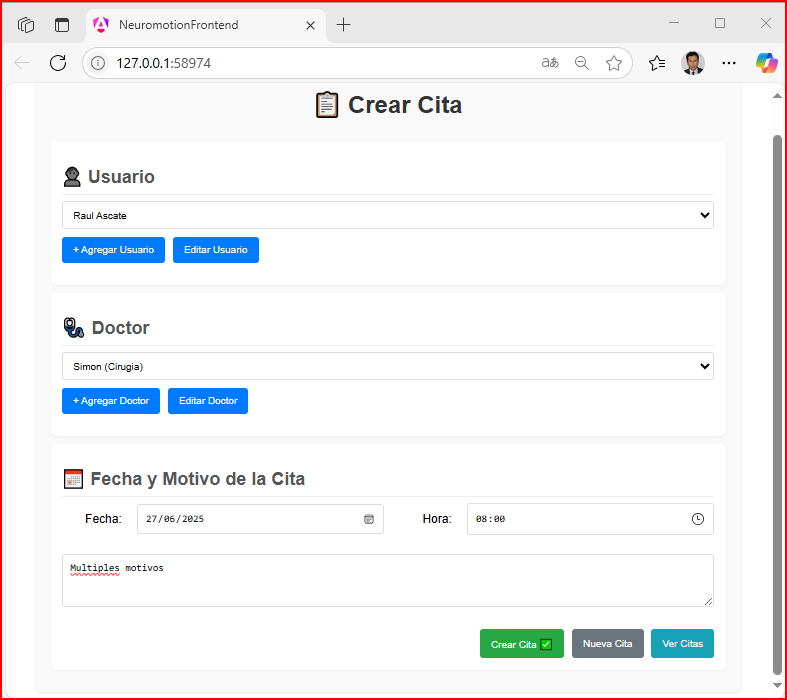 NeuromotionFrontend
127.0.0.1:58974
aあ
Crear Cita
Usuario
Raul Ascate
+ Agregar Usuario Editar Usuario
Doctor
Simon (Cirugia)
+ Agregar Doctor Editar Doctor
Fecha y Motivo de la Cita
Fecha: 27/06/2025 Hora: 08:00
Multiples motivos
Crear Cita ✅ Nueva Cita Ver Citas